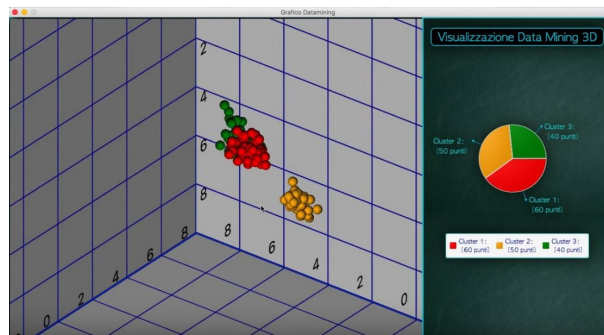 Grafico Datamining
Visualizzazione Data Mining 3D
2
4
6
8
8
8
6
6
4
4
2
2
0
0
Cluster 3:
(40 punti)
Cluster 2:
(50 punti)
Cluster 1:
(60 punti)
Cluster 1:
(60 punti)
Cluster 2:
(50 punti)
Cluster 3:
(40 punti)